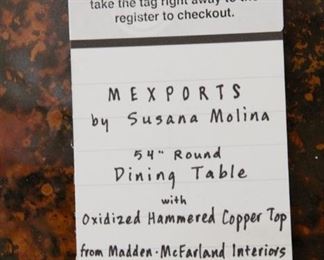 take the tag right away to the
register to checkout.
MEXPORTS
by Susana Molina
54" Round
Dining Table
with
Oxidized Hammered Copper Top
from Madden-McFarland Interiors